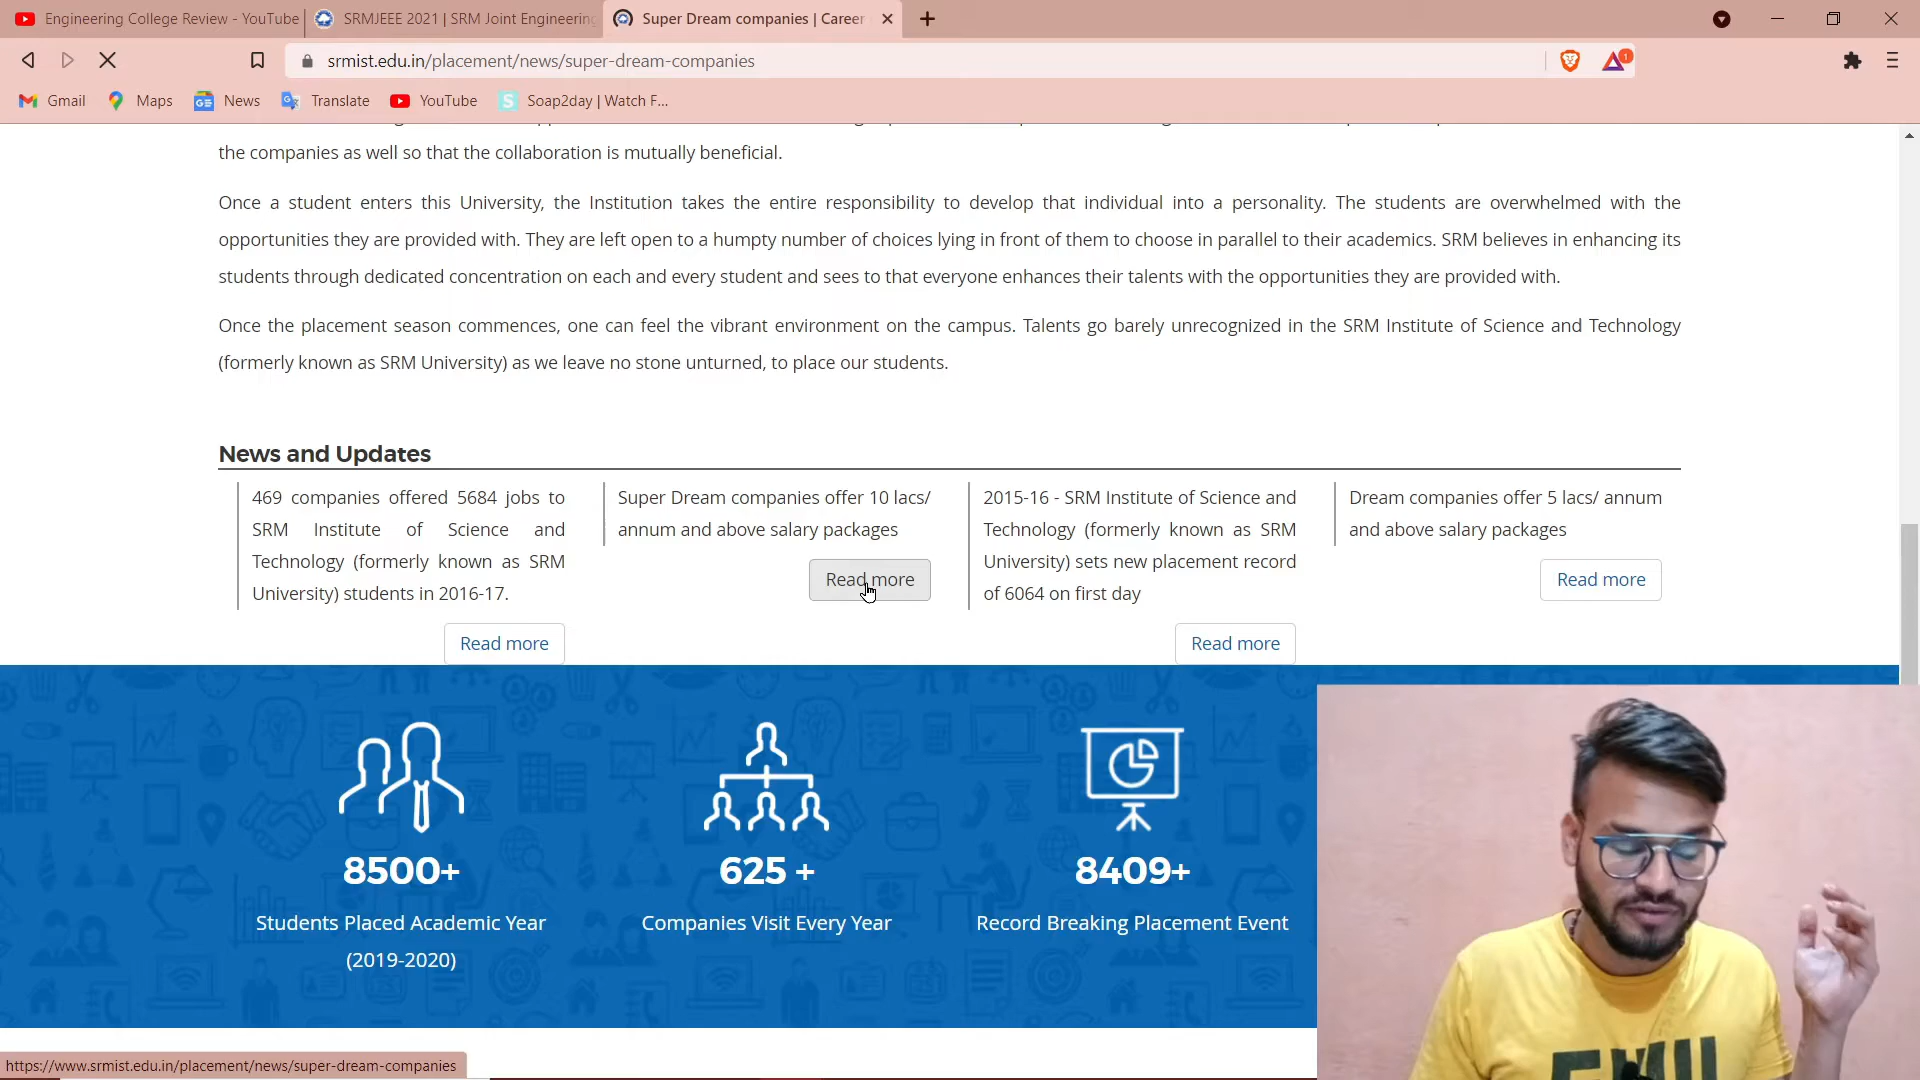 Engineering College Review - YouTube
SRMJEEE 2021 | SRM Joint Engineering
Super Dream companies | Career
srmist.edu.in/placement/news/super-dream-companies
1
Gmail
Maps
News
Translate
YouTube
Soap2day | Watch F...
the companies as well so that the collaboration is mutually beneficial.
Once a student enters this University, the Institution takes the entire responsibility to develop that individual into a personality. The students are overwhelmed with the
opportunities they are provided with. They are left open to a humpty number of choices lying in front of them to choose in parallel to their academics. SRM believes in enhancing its
students through dedicated concentration on each and every student and sees to that everyone enhances their talents with the opportunities they are provided with.
Once the placement season commences, one can feel the vibrant environment on the campus. Talents go barely unrecognized in the SRM Institute of Science and Technology
(formerly known as SRM University) as we leave no stone unturned, to place our students.
News and Updates
469 companies offered 5684 jobs to
SRM Institute of Science and
Technology (formerly known as SRM
University) students in 2016-17.
Read more
Super Dream companies offer 10 lacs/
annum and above salary packages
Read more
2015-16 - SRM Institute of Science and
Technology (formerly known as SRM
University) sets new placement record
of 6064 on first day
Read more
Dream companies offer 5 lacs/ annum
and above salary packages
Read more
8500+
Students Placed Academic Year
(2019-2020)
625 +
Companies Visit Every Year
8409+
Record Breaking Placement Event
https://www.srmist.edu.in/placement/news/super-dream-companies